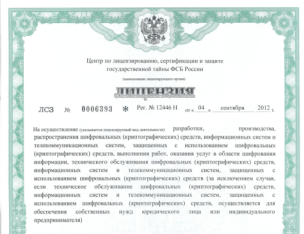 Центр по лицензированию, сертификации и защите
государственной тайны ФСБ России
(наименование лицензирующего органа)
ЛИЦЕНЗИЯ
ЛСЗ № 0006393 * Рег. № 12446 Н от « 04 » сентября 2012 г.
На осуществление (указывается лицензируемый вид деятельности) разработки, производства,
распространения шифровальных (криптографических) средств, информационных систем и
телекоммуникационных систем, защищенных с использованием шифровальных
(криптографических) средств, выполнения работ, оказания услуг в области шифрования
информации, технического обслуживания шифровальных (криптографических) средств,
информационных систем и телекоммуникационных систем, защищенных с
использованием шифровальных (криптографических) средств (за исключением случая,
если техническое обслуживание шифровальных (криптографических) средств,
информационных систем и телекоммуникационных систем, защищенных с
использованием шифровальных (криптографических) средств, осуществляется для
обеспечения собственных нужд юридического лица или индивидуального
предпринимателя)